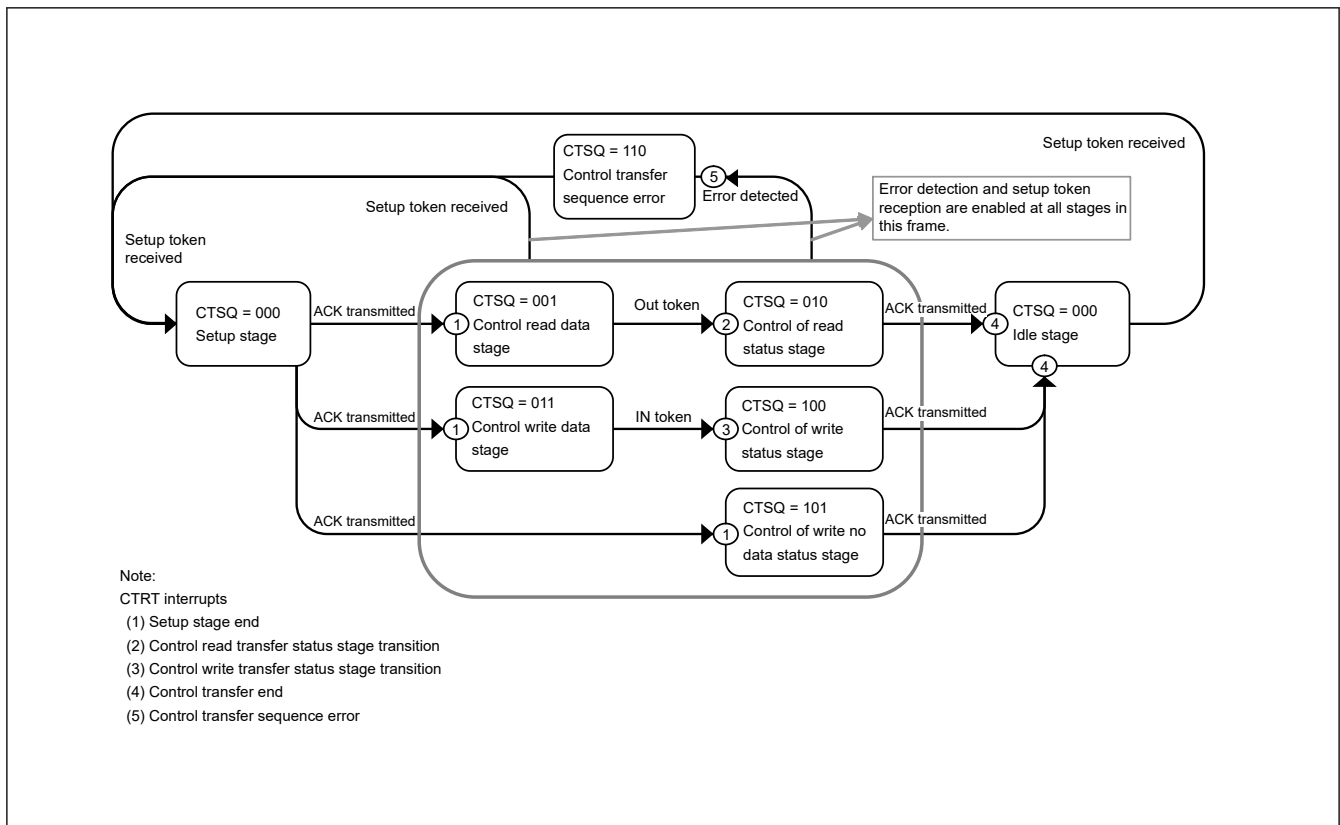 Setup token received
CTSQ = 110
Control transfer
sequence error
5
Error detected
Error detection and setup token
reception are enabled at all stages in
this frame.
Setup token received
Setup token
received
CTSQ = 000
Setup stage
ACK transmitted
1
CTSQ = 001
Control read data
stage
Out token
2
CTSQ = 010
Control of read
status stage
ACK transmitted
4
CTSQ = 000
Idle stage
4
ACK transmitted
1
CTSQ = 011
Control write data
stage
IN token
3
CTSQ = 100
Control of write
status stage
ACK transmitted
ACK transmitted
1
CTSQ = 101
Control of write no
data status stage
ACK transmitted
Note:
CTRT interrupts
(1) Setup stage end
(2) Control read transfer status stage transition
(3) Control write transfer status stage transition
(4) Control transfer end
(5) Control transfer sequence error